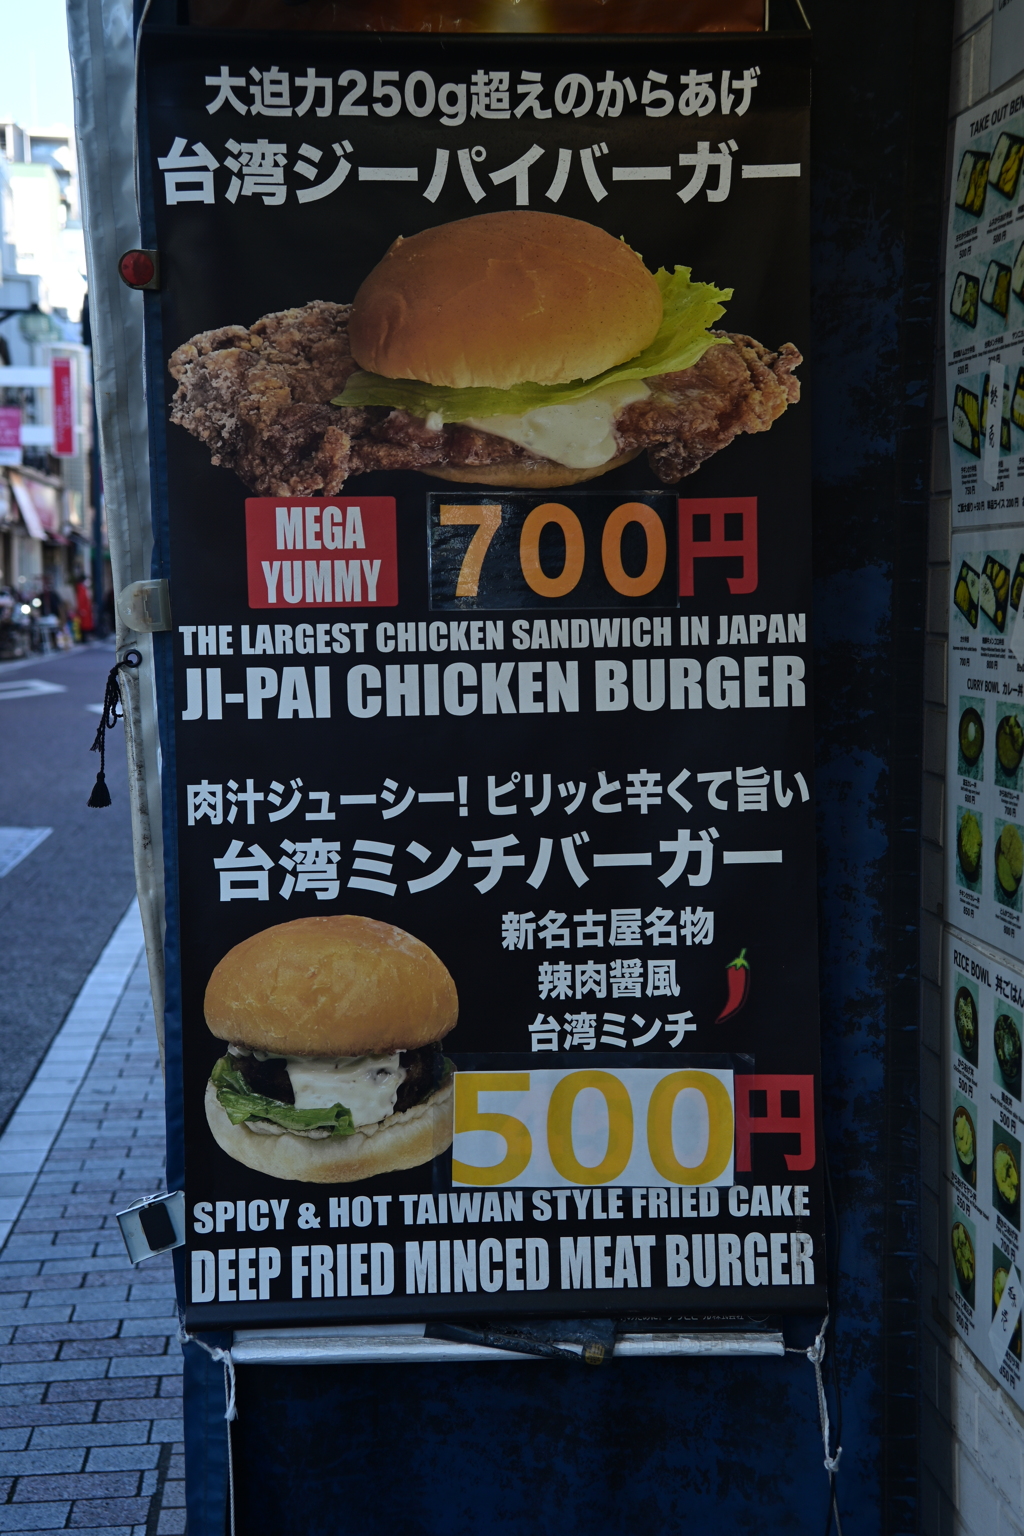 大迫力250g超えのからあげ
台湾ジーパイバーガー
MEGA
YUMMY
700円
THE LARGEST CHICKEN SANDWICH IN JAPAN
JI-PAI CHICKEN BURGER
肉汁ジューシー! ピリッと辛くて旨い
台湾ミンチバーガー
新名古屋名物
辣肉醤風
台湾ミンチ
500円
SPICY & HOT TAIWAN STYLE FRIED CAKE
DEEP FRIED MINCED MEAT BURGER
TAKE OUT BEN
CURRY BOWL カレー丼
RICE BOWL 丼ごはん